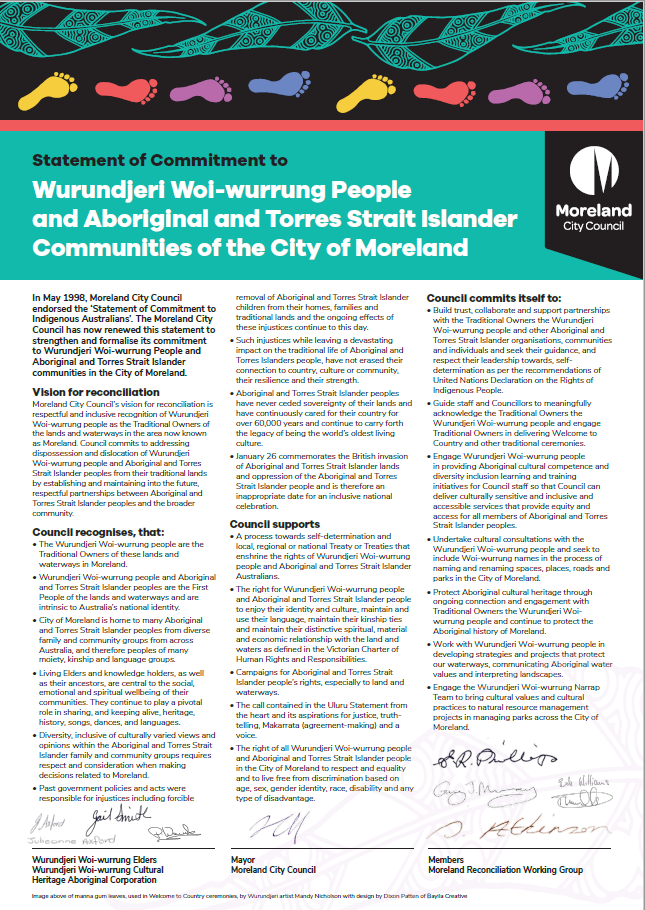 Statement of Commitment to
Wurundjeri Woi-wurrung People
and Aboriginal and Torres Strait Islander
Communities of the City of Moreland
Moreland
City Council
In May 1998, Moreland City Council
endorsed the 'Statement of Commitment to
Indigenous Australians'. The Moreland City
Council has now renewed this statement to
strengthen and formalise its commitment
to Wurundjeri Woi-wurrung People and
Aboriginal and Torres Strait Islander
communities in the City of Moreland.
Vision for reconciliation
Moreland City Council's vision for reconciliation is
respectful and inclusive recognition of Wurundjeri
Woi-wurrung people as the Traditional Owners of
the lands and waterways in the area now known
as Moreland. Council commits to addressing
dispossession and dislocation of Wurundjeri
Woi-wurrung people and Aboriginal and Torres
Strait Islander peoples from their traditional lands
by establishing and maintaining into the future,
respectful partnerships between Aboriginal and
Torres Strait Islander peoples and the broader
community.
Council recognises, that:
• The Wurundjeri Woi-wurrung people are the
Traditional Owners of these lands and
waterways in Moreland.
• Wurundjeri Woi-wurrung people and Aboriginal
and Torres Strait Islander peoples are the First
People of the lands and waterways and are
intrinsic to Australia's national identity.
• City of Moreland is home to many Aboriginal
and Torres Strait Islander peoples from diverse
family and community groups from across
Australia, and therefore peoples of many
moiety, kinship and language groups.
• Living Elders and knowledge holders, as well
as their ancestors, are central to the social,
emotional and spiritual wellbeing of their
communities. They continue to play a pivotal
role in sharing, and keeping alive, heritage,
history, songs, dances, and languages.
• Diversity, inclusive of culturally varied views and
opinions within the Aboriginal and Torres Strait
Islander family and community groups requires
respect and consideration when making
decisions related to Moreland.
• Past government policies and acts were
responsible for injustices including forcible
removal of Aboriginal and Torres Strait Islander
children from their homes, families and
traditional lands and the ongoing effects of
these injustices continue to this day.
• Such injustices while leaving a devastating
impact on the traditional life of Aboriginal and
Torres Islanders people, have not erased their
connection to country, culture or community,
their resilience and their strength.
• Aboriginal and Torres Strait Islander peoples
have never ceded sovereignty of their lands and
have continuously cared for their country for
over 60,000 years and continue to carry forth
the legacy of being the world's oldest living
culture.
• January 26 commemorates the British invasion
of Aboriginal and Torres Strait Islander lands
and oppression of the Aboriginal and Torres
Strait Islander people and is therefore an
inappropriate date for an inclusive national
celebration.
Council supports
• A process towards self-determination and
local, regional or national Treaty or Treaties that
enshrine the rights of Wurundjeri Woi-wurrung
people and Aboriginal and Torres Strait Islander
Australians.
• The right for Wurundjeri Woi-wurrung people
and Aboriginal and Torres Strait Islander people
to enjoy their identity and culture, maintain and
use their language, maintain their kinship ties
and maintain their distinctive spiritual, material
and economic relationship with the land and
waters as defined in the Victorian Charter of
Human Rights and Responsibilities.
• Campaigns for Aboriginal and Torres Strait
Islander people's rights, especially to land and
waterways.
• The call contained in the Uluru Statement from
the heart and its aspirations for justice, truth-
telling, Makarrata (agreement-making) and a
voice.
• The right of all Wurundjeri Woi-wurrung people
and Aboriginal and Torres Strait Islander people
in the City of Moreland to respect and equality
and to live free from discrimination based on
age, sex, gender identity, race, disability and any
type of disadvantage.
Council commits itself to:
• Build trust, collaborate and support partnerships
with the Traditional Owners the Wurundjeri
Woi-wurrung people and other Aboriginal and
Torres Strait Islander organisations, communities
and individuals and seek their guidance, and
respect their leadership towards, self-
determination as per the recommendations of
United Nations Declaration on the Rights of
Indigenous People.
• Guide staff and Councillors to meaningfully
acknowledge the Traditional Owners the
Wurundjeri Woi-wurrung people and engage
Traditional Owners in delivering Welcome to
Country and other traditional ceremonies.
• Engage Wurundjeri Woi-wurrung people
in providing Aboriginal cultural competence and
diversity inclusion learning and training
initiatives for Council staff so that Council can
deliver culturally sensitive and inclusive and
accessible services that provide equity and
access for all members of Aboriginal and Torres
Strait Islander peoples.
• Undertake cultural consultations with the
Wurundjeri Woi-wurrung people and seek to
include Woi-wurrung names in the process of
naming and renaming spaces, places, roads and
parks in the City of Moreland.
• Protect Aboriginal cultural heritage through
ongoing connection and engagement with
Traditional Owners the Wurundjeri Woi-
wurrung people and continue to protect the
Aboriginal history of Moreland.
• Work with Wurundjeri Woi-wurrung people in
developing strategies and projects that protect
our waterways, communicating Aboriginal water
values and interpreting landscapes.
• Engage the Wurundjeri Woi-wurrung Narrap
Team to bring cultural values and cultural
practices to natural resource management
projects in managing parks across the City of
Moreland.
J. Axford
Gail Smith
Julieanne Axford
Wurundjeri Woi-wurrung Elders
Wurundjeri Woi-wurrung Cultural
Heritage Aboriginal Corporation
Mayor
Moreland City Council
Phillips
Gary J. Murray
Williams
Atkinson
Members
Moreland Reconciliation Working Group
Image above of manna gum leaves, used in Welcome to Country ceremonies, by Wurundjeri artist Mandy Nicholson with design by Dixon Patten of Bayila Creative